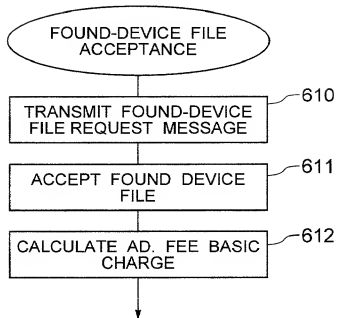 FOUND-DEVICE FILE
ACCEPTANCE
610
TRANSMIT FOUND-DEVICE
FILE REQUEST MESSAGE
611
ACCEPT FOUND DEVICE
FILE
612
CALCULATE AD. FEE BASIC
CHARGE